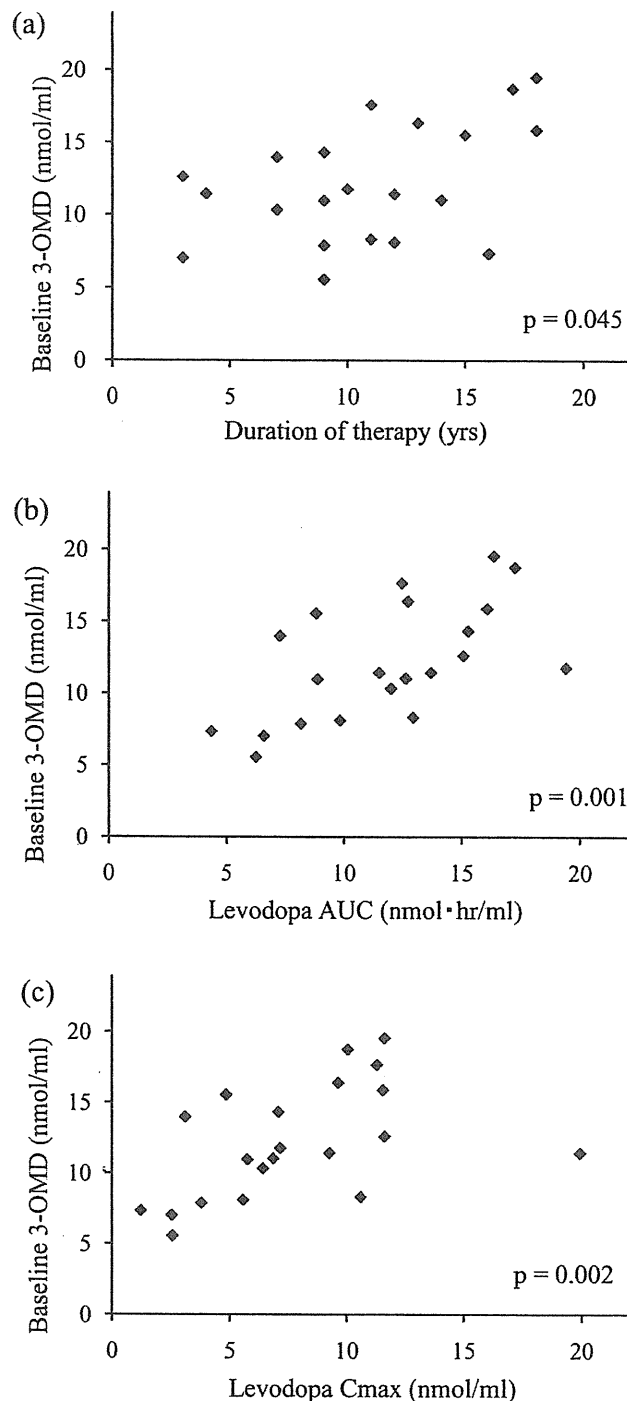 (a)
Baseline 3-OMD (nmol/ml)
20
15
10
5
0
p = 0.045
0 5 10 15 20
Duration of therapy (yrs)
(b)
Baseline 3-OMD (nmol/ml)
20
15
10
5
0
p = 0.001
0 5 10 15 20
Levodopa AUC (nmol・hr/ml)
(c)
Baseline 3-OMD (nmol/ml)
20
15
10
5
0
p = 0.002
0 5 10 15 20
Levodopa Cmax (nmol/ml)